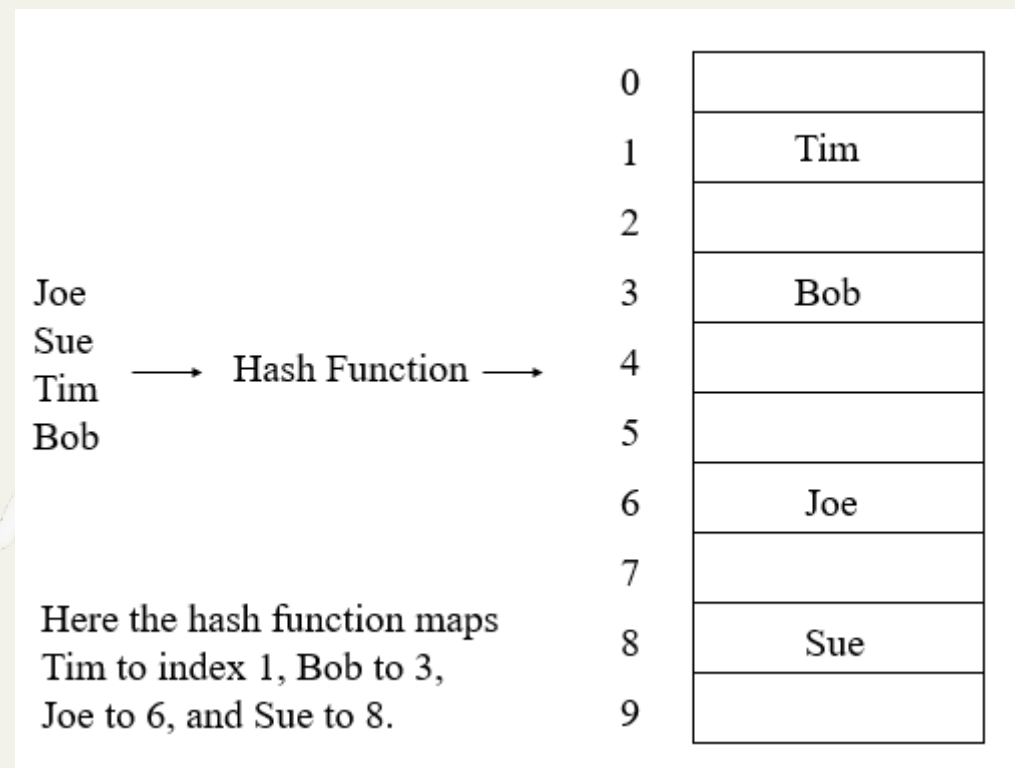 Joe
Sue
Tim
Bob
Hash Function
0
1 Tim
2
3 Bob
4
5
6 Joe
7
8 Sue
9
Here the hash function maps
Tim to index 1, Bob to 3,
Joe to 6, and Sue to 8.